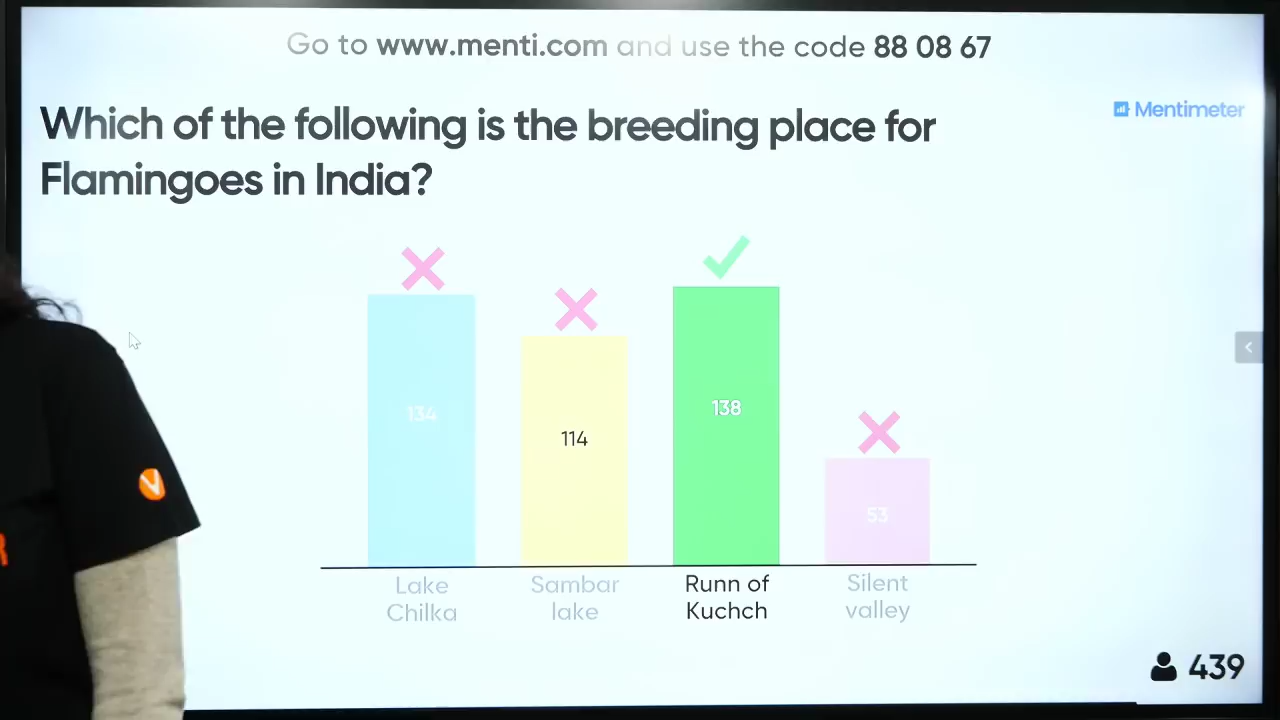 Go to www.menti.com and use the code 88 08 67
Mentimeter
Which of the following is the breeding place for
Flamingoes in India?
134
114
138
53
Lake
Chilka
Sambar
lake
Runn of
Kuchch
Silent
valley
439